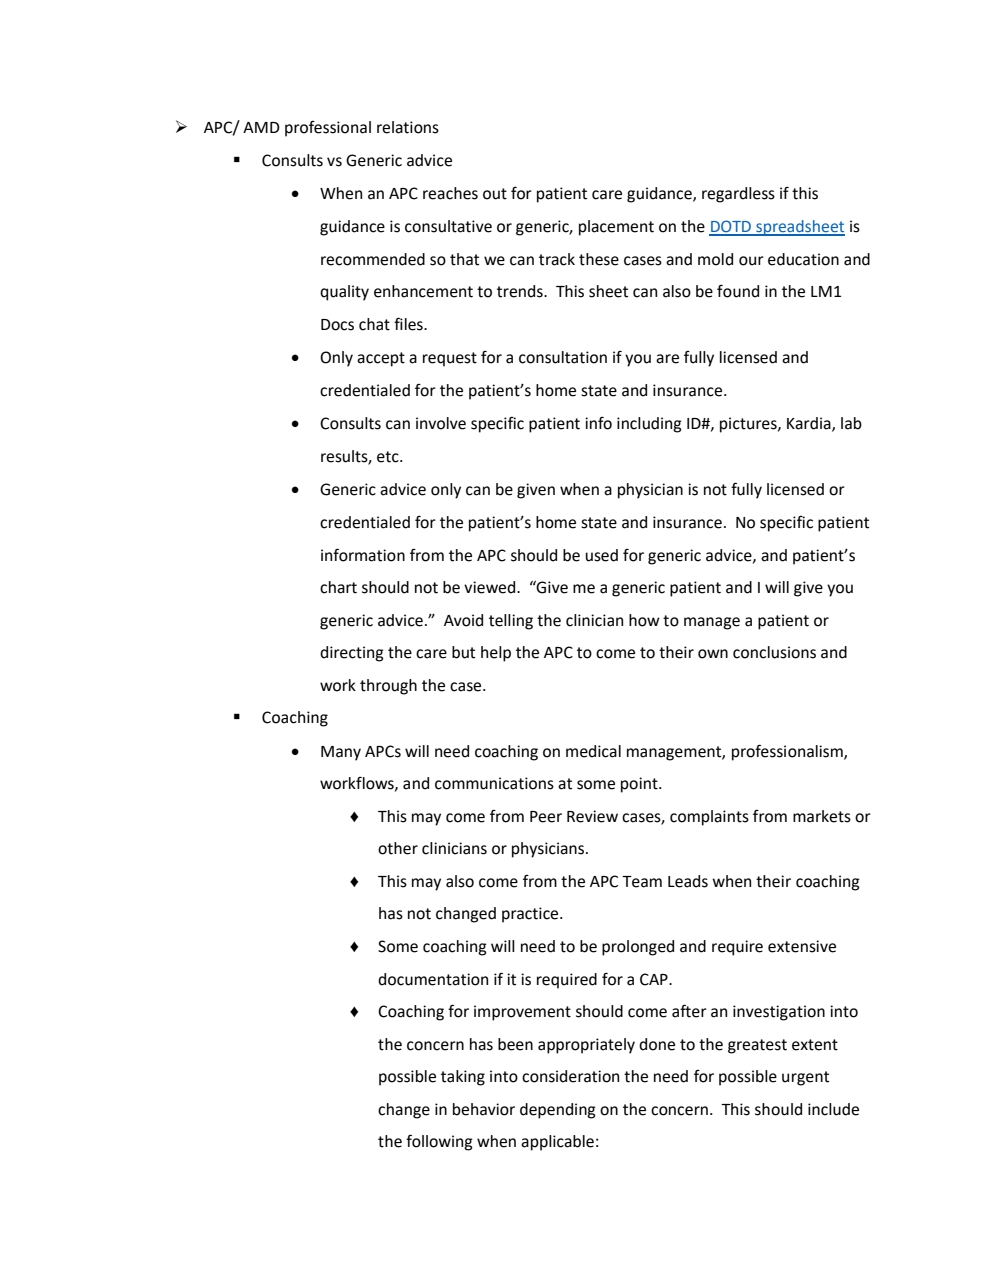 ➢ APC/ AMD professional relations
▪ Consults vs Generic advice
• When an APC reaches out for patient care guidance, regardless if this
guidance is consultative or generic, placement on the DOTD spreadsheet is
recommended so that we can track these cases and mold our education and
quality enhancement to trends.  This sheet can also be found in the LM1
Docs chat files.
• Only accept a request for a consultation if you are fully licensed and
credentialed for the patient’s home state and insurance.
• Consults can involve specific patient info including ID#, pictures, Kardia, lab
results, etc.
• Generic advice only can be given when a physician is not fully licensed or
credentialed for the patient’s home state and insurance.  No specific patient
information from the APC should be used for generic advice, and patient’s
chart should not be viewed.  “Give me a generic patient and I will give you
generic advice.”  Avoid telling the clinician how to manage a patient or
directing the care but help the APC to come to their own conclusions and
work through the case.
▪ Coaching
• Many APCs will need coaching on medical management, professionalism,
workflows, and communications at some point.
♦ This may come from Peer Review cases, complaints from markets or
other clinicians or physicians.
♦ This may also come from the APC Team Leads when their coaching
has not changed practice.
♦ Some coaching will need to be prolonged and require extensive
documentation if it is required for a CAP.
♦ Coaching for improvement should come after an investigation into
the concern has been appropriately done to the greatest extent
possible taking into consideration the need for possible urgent
change in behavior depending on the concern.  This should include
the following when applicable: